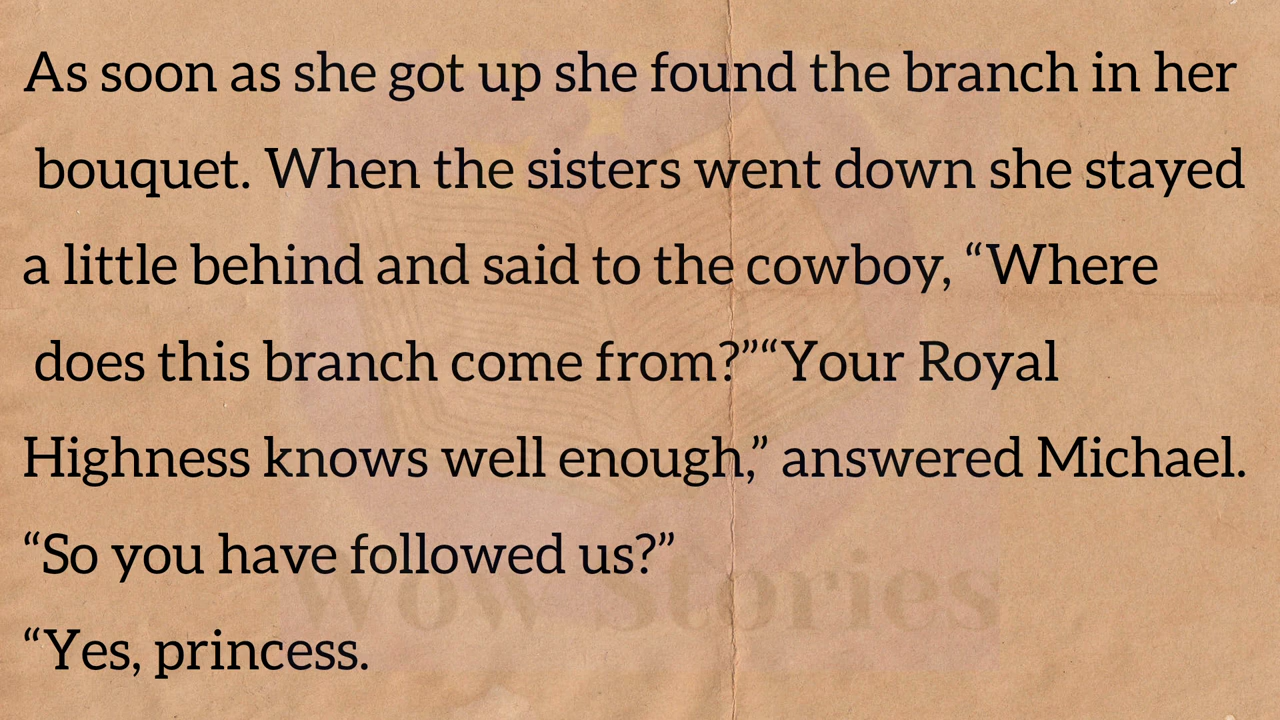 As soon as she got up she found the branch in her
bouquet. When the sisters went down she stayed
a little behind and said to the cowboy, “Where
does this branch come from?”“Your Royal
Highness knows well enough,” answered Michael.
“So you have followed us?”
“Yes, princess.
Wow Stories